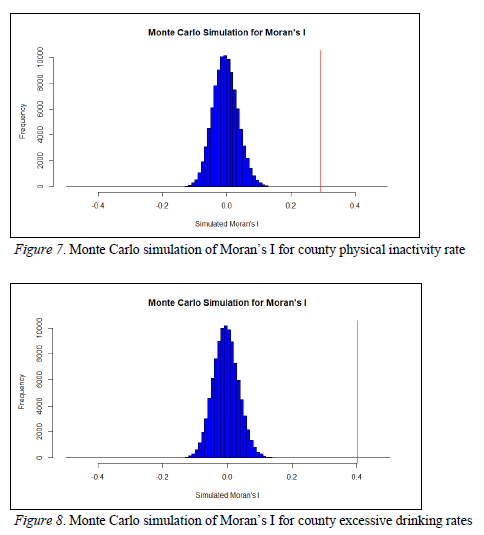 Monte Carlo Simulation for Moran's I
Frequency
10000
8000
6000
4000
2000
0
-0.4 -0.2 0.0 0.2 0.4
Simulated Moran's I
Figure 7. Monte Carlo simulation of Moran's I for county physical inactivity rate
Monte Carlo Simulation for Moran's I
Frequency
10000
8000
6000
4000
2000
0
-0.4 -0.2 0.0 0.2 0.4
Simulated Moran's I
Figure 8. Monte Carlo simulation of Moran's I for county excessive drinking rates